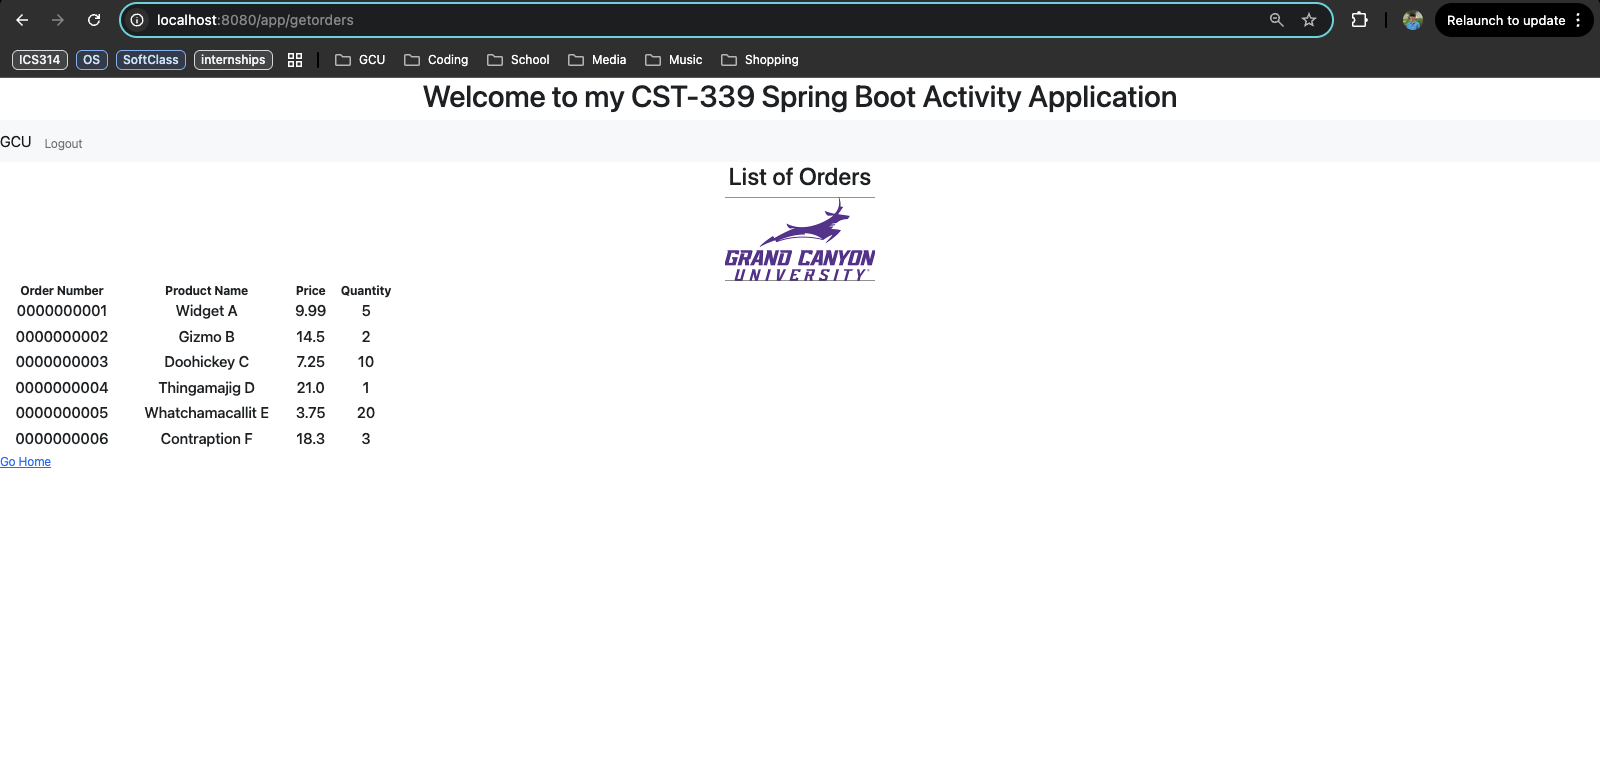 localhost:8080/app/getorders
Relaunch to update
ICS314 OS SoftClass internships GCU Coding School Media Music Shopping
Welcome to my CST-339 Spring Boot Activity Application
GCU Logout
List of Orders
GRAND CANYON
UNIVERSITY
Order Number Product Name Price Quantity
0000000001 Widget A 9.99 5
0000000002 Gizmo B 14.5 2
0000000003 Doohickey C 7.25 10
0000000004 Thingamajig D 21.0 1
0000000005 Whatchamacallit E 3.75 20
0000000006 Contraption F 18.3 3
Go Home